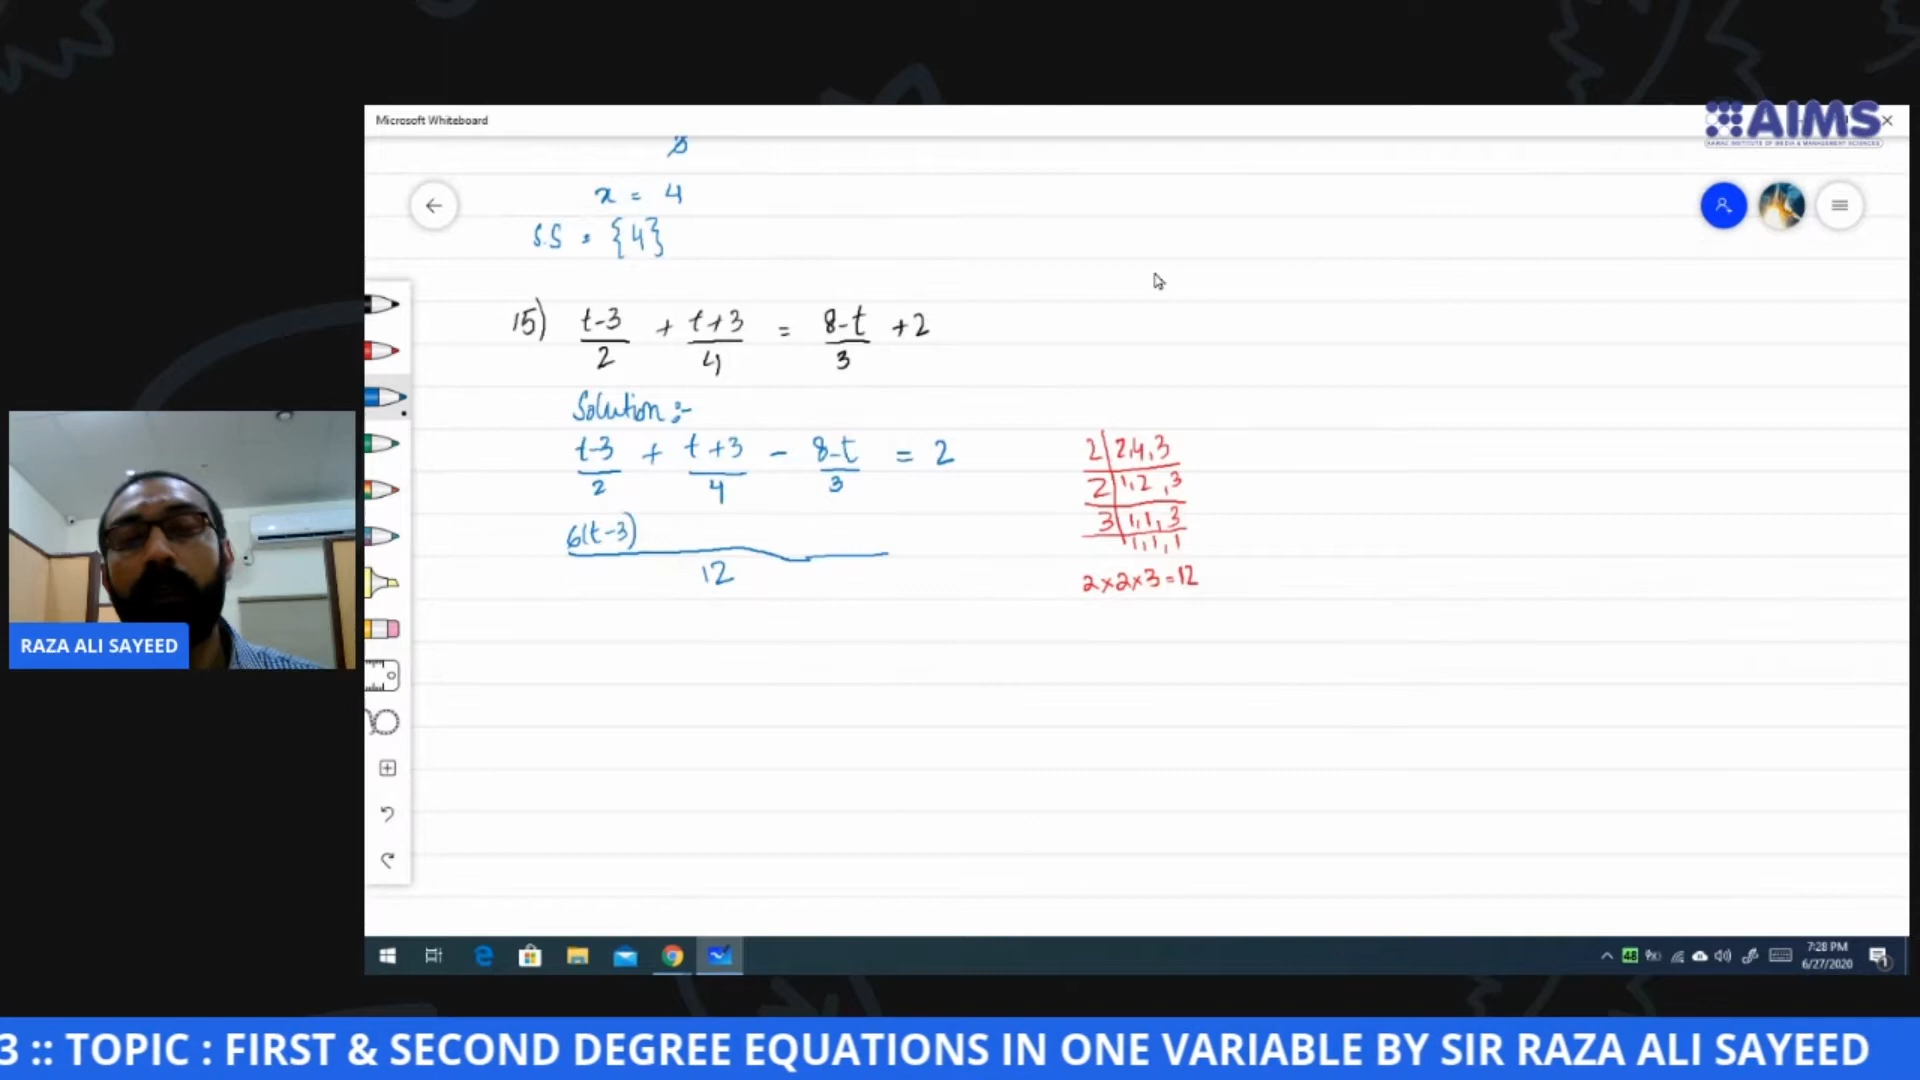 Microsoft Whiteboard
AIMS
x = 4
S.S = {4}
15) t-3/2 + t+3/4 = 8-t/3 + 2
Solution :-
t-3/2 + t+3/4 - 8-t/3 = 2
6(t-3)
12
2 | 2,4,3
2 | 1,2,3
3 | 1,1,3
1,1,1
2×2×3=12
RAZA ALI SAYEED
48
7:28 PM
6/27/2020
1
3 :: TOPIC : FIRST & SECOND DEGREE EQUATIONS IN ONE VARIABLE BY SIR RAZA ALI SAYEED